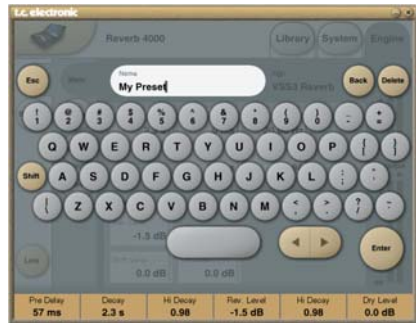 t.c. electronic
Reverb 4000 Library System Engine
Esc Name My Preset VSS3 Reverb Back Delete
! 1 @ 2 # 3 $ 4 % 5 ^ 6 & 7 * 8 ( 9 ) 0 - + =
Q W E R T Y U I O P { }
Shift A S D F G H J K L ; :
Z X C V B N M < , > . ? /
-1.5 dB
Enter
0.0 dB 0.0 dB
Pre Delay Decay Hi Decay Rev. Level Hi Decay Dry Level
57 ms 2.3 s 0.98 -1.5 dB 0.98 0.0 dB